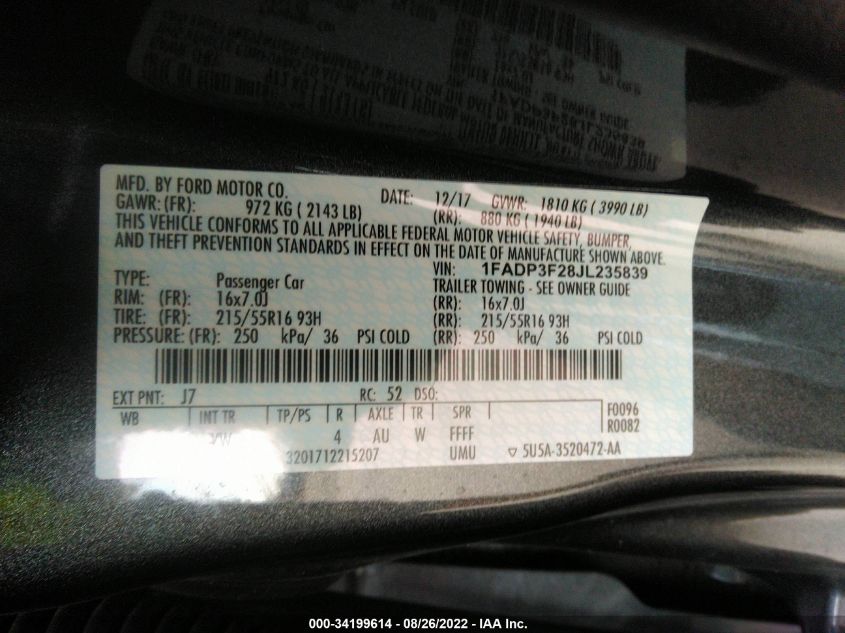 MFD. BY FORD MOTOR CO. DATE: 12/17 GVWR: 1810 KG ( 3990 LB)
GAWR: (FR): 972 KG ( 2143 LB) (RR): 880 KG ( 1940 LB)
THIS VEHICLE CONFORMS TO ALL APPLICABLE FEDERAL MOTOR VEHICLE SAFETY, BUMPER,
AND THEFT PREVENTION STANDARDS IN EFFECT ON THE DATE OF MANUFACTURE SHOWN ABOVE.
VIN: 1FADP3F28JL235839
TYPE: Passenger Car TRAILER TOWING - SEE OWNER GUIDE
RIM: (FR): 16x7.0J (RR): 16x7.0J
TIRE: (FR): 215/55R16 93H (RR): 215/55R16 93H
PRESSURE: (FR): 250 kPa/ 36 PSI COLD (RR): 250 kPa/ 36 PSI COLD
EXT PNT: J7 RC: 52 DSO:
WB INT TR TP/PS R AXLE TR SPR F0096
4 AU W FFFF R0082
3201712215207 UMU ▽ 5U5A-3520472-AA
000-34199614 - 08/26/2022 - IAA Inc.